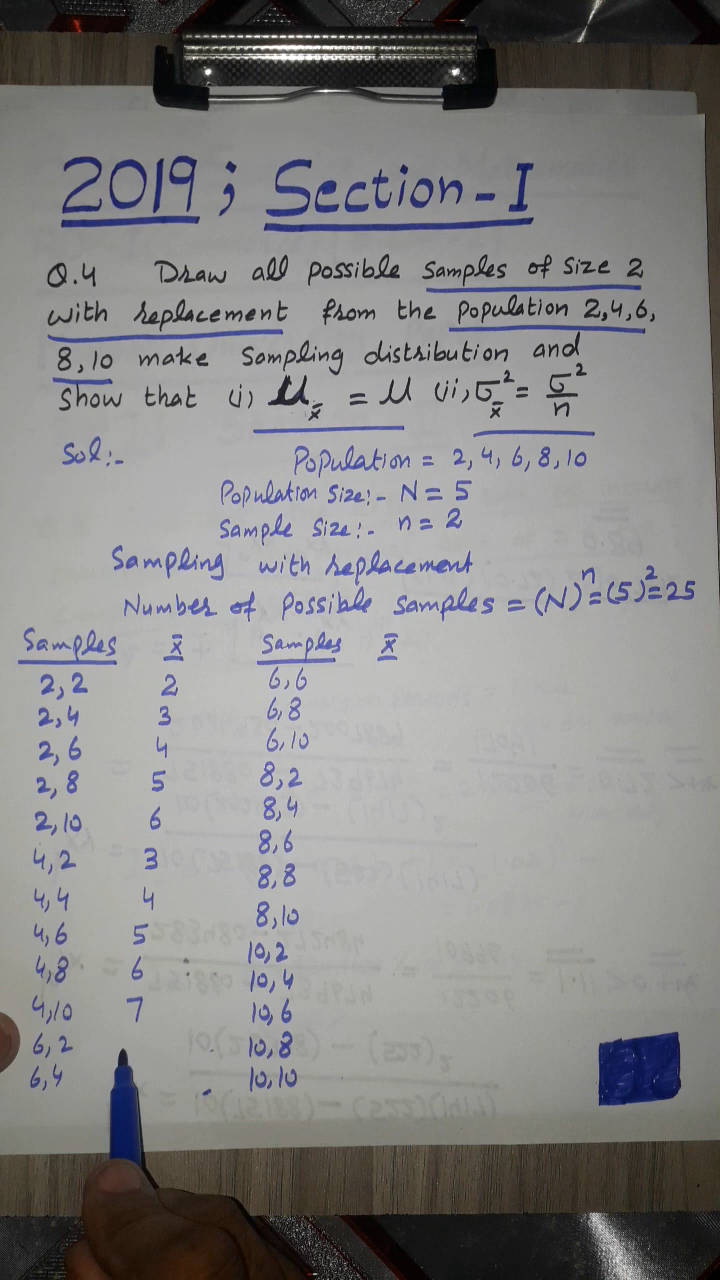 2019; Section-I
Q.4 Draw all possible Samples of Size 2
with replacement from the population 2,4,6,
8,10 make Sampling distribution and
Show that (i) μx̄ = μ (ii) σx̄² = σ²/n
Sol:-
Population = 2, 4, 6, 8, 10
Population Size:- N = 5
Sample Size:- n = 2
Sampling with replacement
Number of Possible Samples = (N)ⁿ = (5)² = 25
Samples x̄ Samples x̄
2,2 2 6,6
2,4 3 6,8
2,6 4 6,10
2,8 5 8,2
2,10 6 8,4
4,2 3 8,6
4,4 4 8,8
4,6 5 8,10
4,8 6 10,2
4,10 7 10,4
6,2 10,6
6,4 10,8
10,10